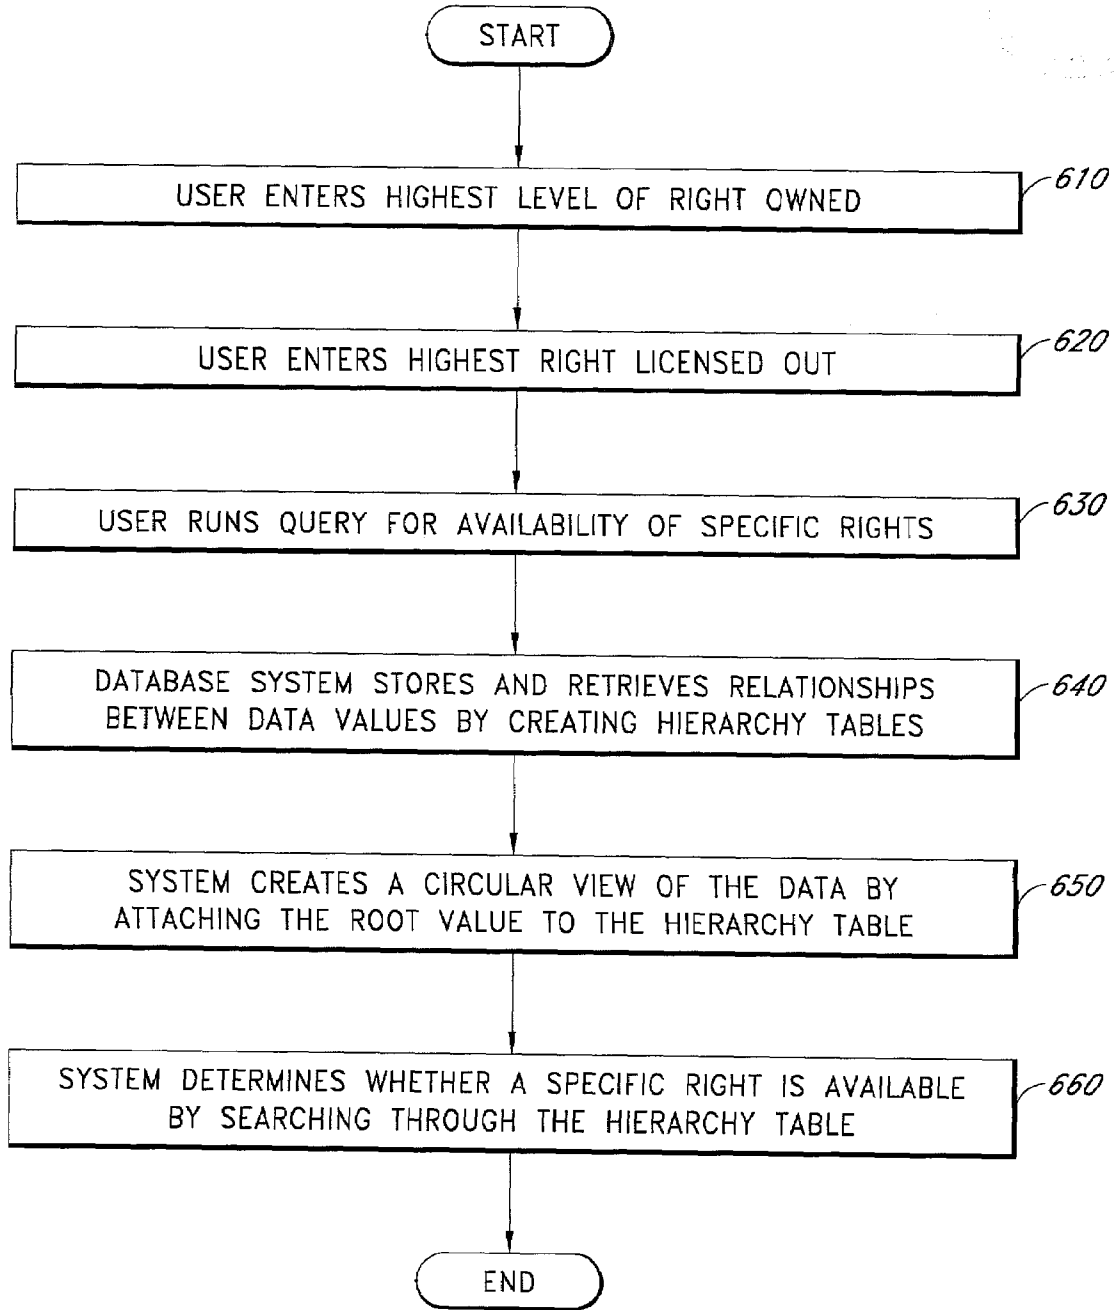 START
USER ENTERS HIGHEST LEVEL OF RIGHT OWNED
610
USER ENTERS HIGHEST RIGHT LICENSED OUT
620
USER RUNS QUERY FOR AVAILABILITY OF SPECIFIC RIGHTS
630
DATABASE SYSTEM STORES AND RETRIEVES RELATIONSHIPS
BETWEEN DATA VALUES BY CREATING HIERARCHY TABLES
640
SYSTEM CREATES A CIRCULAR VIEW OF THE DATA BY
ATTACHING THE ROOT VALUE TO THE HIERARCHY TABLE
650
SYSTEM DETERMINES WHETHER A SPECIFIC RIGHT IS AVAILABLE
BY SEARCHING THROUGH THE HIERARCHY TABLE
660
END